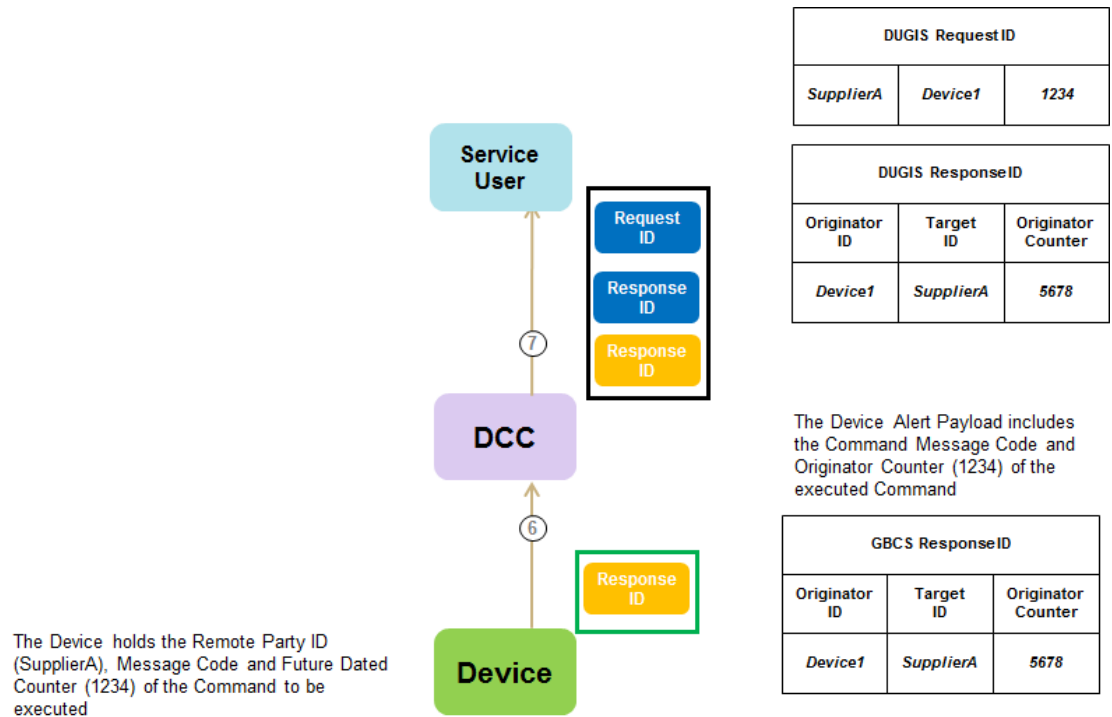 DUGIS Request ID
SupplierA Device1 1234
Service
User
DUGIS ResponseID
Originator
ID
Target
ID
Originator
Counter
Device1 SupplierA 5678
Request
ID
Response
ID
Response
ID
7
DCC
The Device Alert Payload includes
the Command Message Code and
Originator Counter (1234) of the
executed Command
6
GBCS ResponseID
Originator
ID
Target
ID
Originator
Counter
Device1 SupplierA 5678
Response
ID
The Device holds the Remote Party ID
(SupplierA), Message Code and Future Dated
Counter (1234) of the Command to be
executed
Device